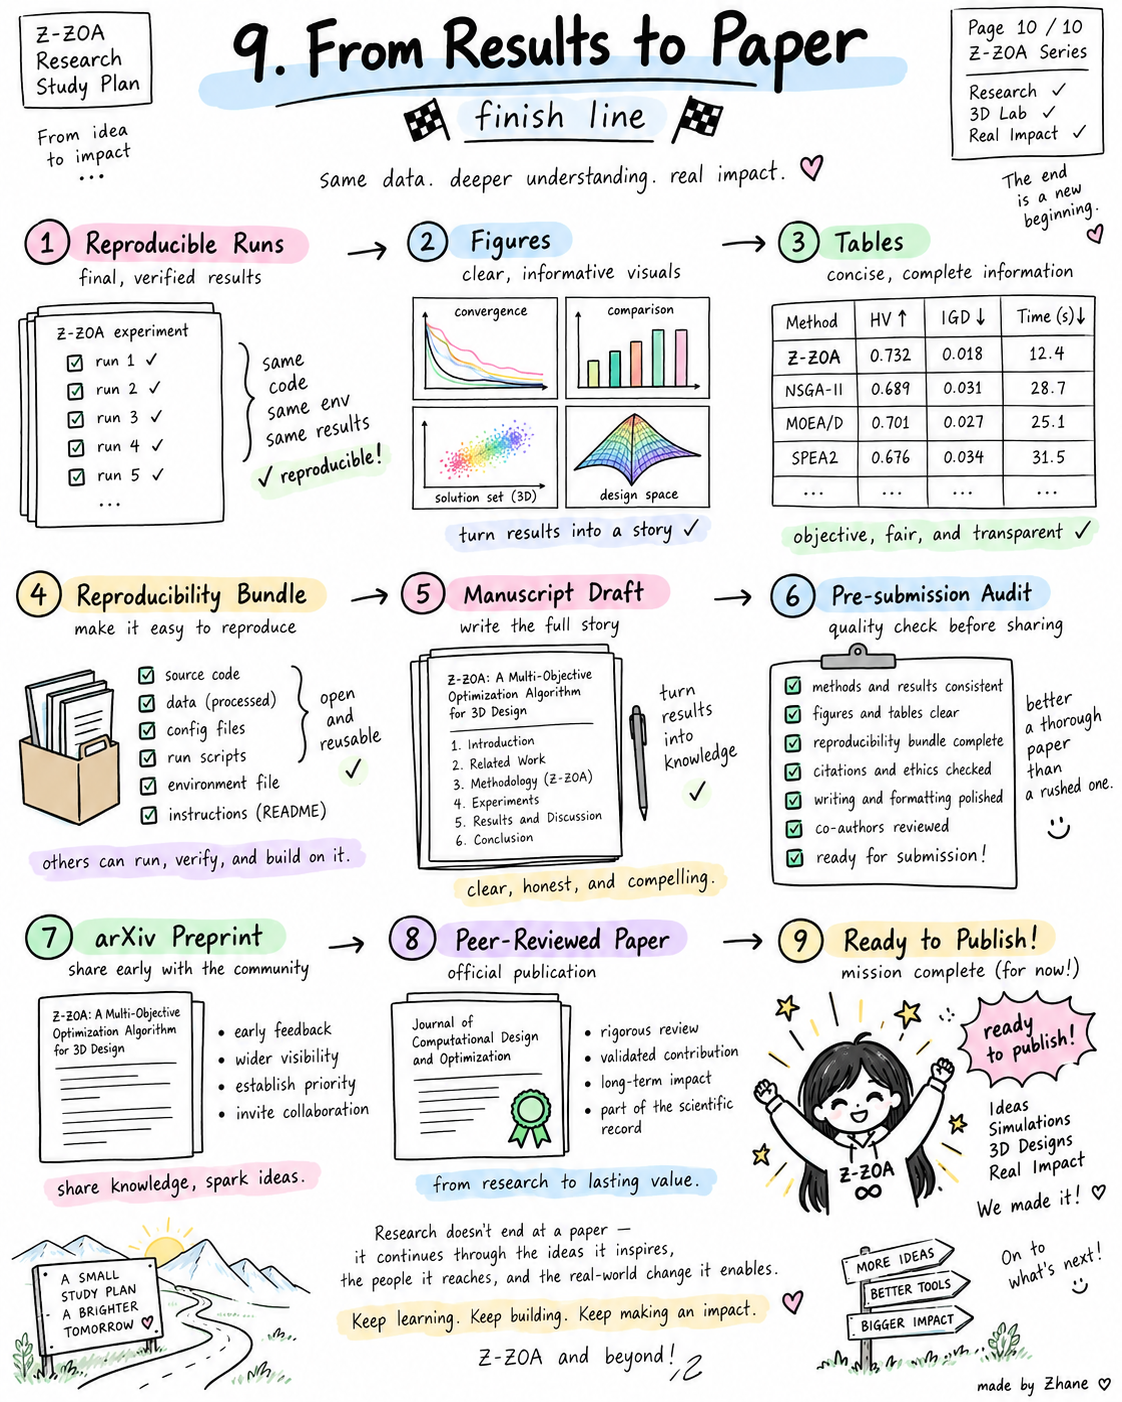 Z-ZOA
Research
Study Plan
From idea
to impact
...
9. From Results to Paper
finish line
same data. deeper understanding. real impact.
Page 10 / 10
Z-ZOA Series
Research ✓
3D Lab ✓
Real Impact ✓
The end
is a new
beginning.
1 Reproducible Runs
final, verified results
Z-ZOA experiment
run 1 ✓
run 2 ✓
run 3 ✓
run 4 ✓
run 5 ✓
...
same
code
same env
same results
✓ reproducible!
2 Figures
clear, informative visuals
convergence
comparison
solution set (3D)
design space
turn results into a story ✓
3 Tables
concise, complete information
Method HV ↑ IGD ↓ Time (s) ↓
Z-ZOA 0.732 0.018 12.4
NSGA-II 0.689 0.031 28.7
MOEA/D 0.701 0.027 25.1
SPEA2 0.676 0.034 31.5
... ... ... ...
objective, fair, and transparent ✓
4 Reproducibility Bundle
make it easy to reproduce
source code
data (processed)
config files
run scripts
environment file
instructions (README)
open
and
reusable
✓
others can run, verify, and build on it.
5 Manuscript Draft
write the full story
Z-ZOA: A Multi-Objective
Optimization Algorithm
for 3D Design
1. Introduction
2. Related Work
3. Methodology (Z-ZOA)
4. Experiments
5. Results and Discussion
6. Conclusion
turn
results
into
knowledge
✓
clear, honest, and compelling.
6 Pre-submission Audit
quality check before sharing
methods and results consistent
figures and tables clear
reproducibility bundle complete
citations and ethics checked
writing and formatting polished
co-authors reviewed
ready for submission!
better
a thorough
paper
than
a rushed one.
7 arXiv Preprint
share early with the community
Z-ZOA: A Multi-Objective
Optimization Algorithm
for 3D Design
• early feedback
• wider visibility
• establish priority
• invite collaboration
share knowledge, spark ideas.
8 Peer-Reviewed Paper
official publication
Journal of
Computational Design
and Optimization
• rigorous review
• validated contribution
• long-term impact
• part of the scientific
record
from research to lasting value.
9 Ready to Publish!
mission complete (for now!)
ready
to publish!
Z-ZOA
∞
Ideas
Simulations
3D Designs
Real Impact
We made it! ♡
A SMALL
STUDY PLAN
A BRIGHTER
TOMORROW
Research doesn't end at a paper —
it continues through the ideas it inspires,
the people it reaches, and the real-world change it enables.
Keep learning. Keep building. Keep making an impact.
Z-ZOA and beyond!
MORE IDEAS
BETTER TOOLS
BIGGER IMPACT
On to
what's next!
made by Zhane ♡